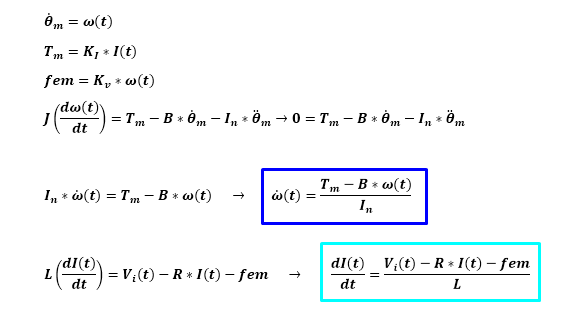 θ̇ₘ = ω(t)
Tₘ = K_I * I(t)
fem = Kᵥ * ω(t)
J(dω(t)/dt) = Tₘ − B * θ̇ₘ − Iₙ * θ̈ₘ → 0 = Tₘ − B * θ̇ₘ − Iₙ * θ̈ₘ
Iₙ * ω̇(t) = Tₘ − B * ω(t) → ω̇(t) = (Tₘ − B * ω(t))/Iₙ
L(dI(t)/dt) = Vᵢ(t) − R * I(t) − fem → dI(t)/dt = (Vᵢ(t) − R * I(t) − fem)/L